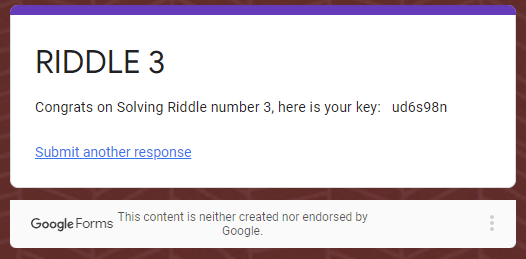 RIDDLE 3
Congrats on Solving Riddle number 3, here is your key: ud6s98n
Submit another response
Google Forms
This content is neither created nor endorsed by
Google.